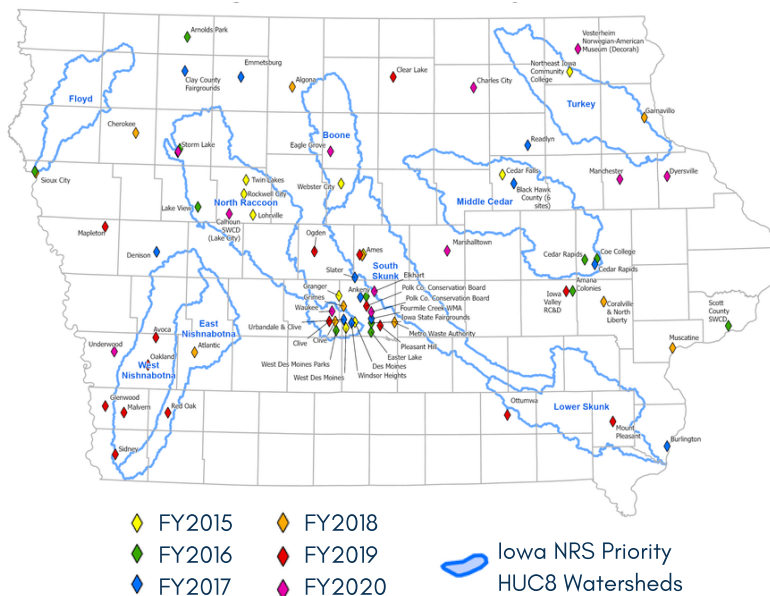 Arnolds Park
Vesterheim
Norwegian-American
Museum (Decorah)
Emmetsburg
Clay County
Fairgrounds
Algona
Clear Lake
Charles City
Northeast Iowa
Community
College
Floyd
Turkey
Garnavillo
Cherokee
Boone
Eagle Grove
Readlyn
Storm Lake
Sioux City
Twin Lakes
Rockwell City
Webster City
Cedar Falls
Black Hawk
County (6
sites)
Manchester
Dyersville
North Raccoon
Middle Cedar
Lake View
Lohrville
Calhoun
SWCD
(Lake City)
Mapleton
Ogden
Ames
Marshalltown
Denison
Cedar Rapids
Coe College
Cedar Rapids
Slater
South
Skunk
Elkhart
Granger
Ankeny
Polk Co. Conservation Board
Grimes
Polk Co. Conservation Board
Waukee
Fourmile Creek WMA
Iowa State Fairgrounds
Urbandale & Clive
Metro Waste Authority
Clive
Clive
Pleasant Hill
Easter Lake
West Des Moines Parks
Des Moines
West Des Moines
Windsor Heights
Amana
Colonies
Iowa
Valley
RC&D
Coralville
& North
Liberty
Scott
County
SWCD
Muscatine
Avoca
East
Nishnabotna
Underwood
Oakland
Atlantic
West
Nishnabotna
Glenwood
Malvern
Red Oak
Ottumwa
Lower Skunk
Mount
Pleasant
Burlington
Sidney
FY2015
FY2018
FY2016
FY2019
FY2017
FY2020
Iowa NRS Priority
HUC8 Watersheds